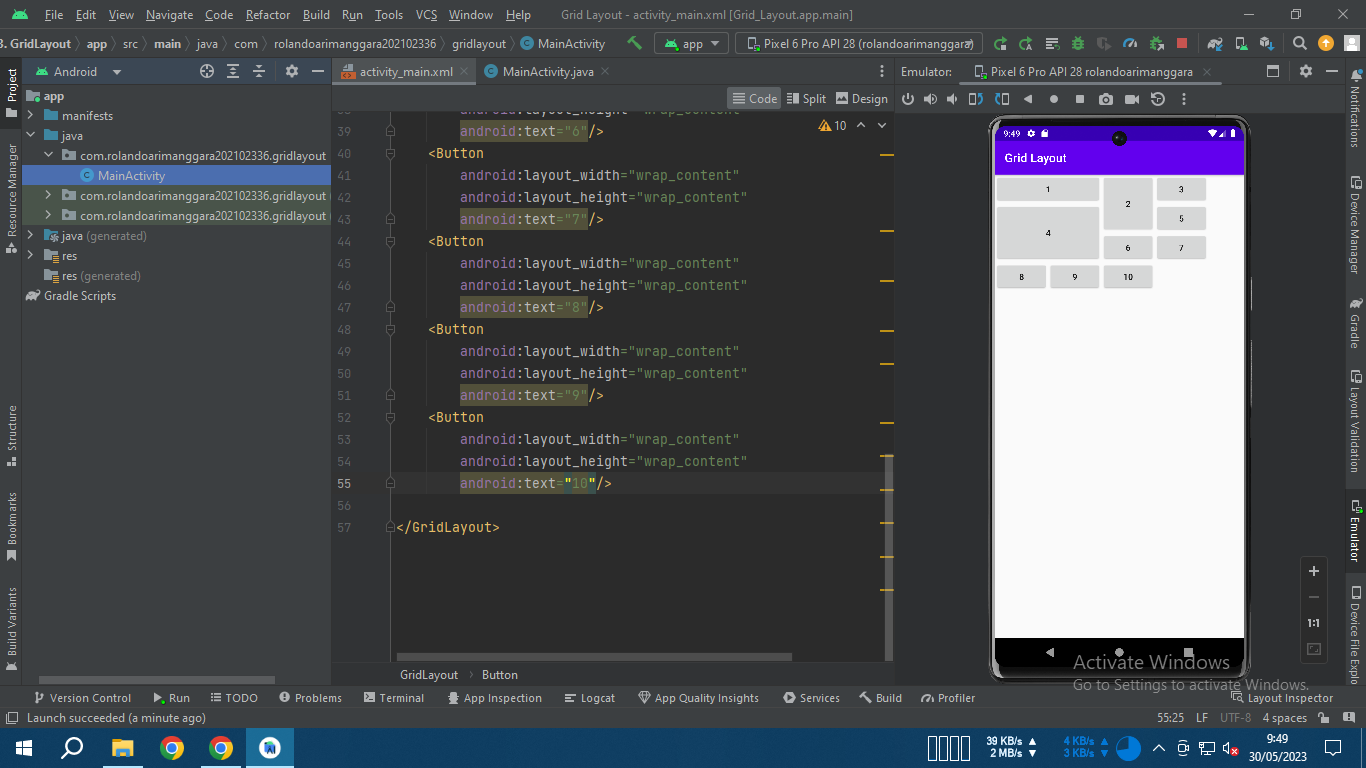 File Edit View Navigate Code Refactor Build Run Tools VCS Window Help Grid Layout - activity_main.xml [Grid_Layout.app.main]
3. GridLayout app src main java com rolandoarimanggara202102336 gridlayout MainActivity app Pixel 6 Pro API 28 (rolandoarimanggara)
Android activity_main.xml MainActivity.java Emulator: Pixel 6 Pro API 28 rolandoarimanggara
Code Split Design
Project
Resource Manager
Structure
Bookmarks
Build Variants
app
manifests
java
com.rolandoarimanggara202102336.gridlayout
MainActivity
com.rolandoarimanggara202102336.gridlayout
com.rolandoarimanggara202102336.gridlayout
java (generated)
res
res (generated)
Gradle Scripts
10
39 android:text="6"/>
40 <Button
41 android:layout_width="wrap_content"
42 android:layout_height="wrap_content"
43 android:text="7"/>
44 <Button
45 android:layout_width="wrap_content"
46 android:layout_height="wrap_content"
47 android:text="8"/>
48 <Button
49 android:layout_width="wrap_content"
50 android:layout_height="wrap_content"
51 android:text="9"/>
52 <Button
53 android:layout_width="wrap_content"
54 android:layout_height="wrap_content"
55 android:text="10"/>
56
57 </GridLayout>
GridLayout Button
9:49
Grid Layout
1
2
3
4
5
6
7
8
9
10
1:1
Notifications
Device Manager
Gradle
Layout Validation
Emulator
Device File Explo
Activate Windows
Go to Settings to activate Windows.
Version Control Run TODO Problems Terminal App Inspection Logcat App Quality Insights Services Build Profiler Layout Inspector
Launch succeeded (a minute ago) 55:25 LF UTF-8 4 spaces
39 KB/s
2 MB/s
4 KB/s
3 KB/s
9:49
30/05/2023